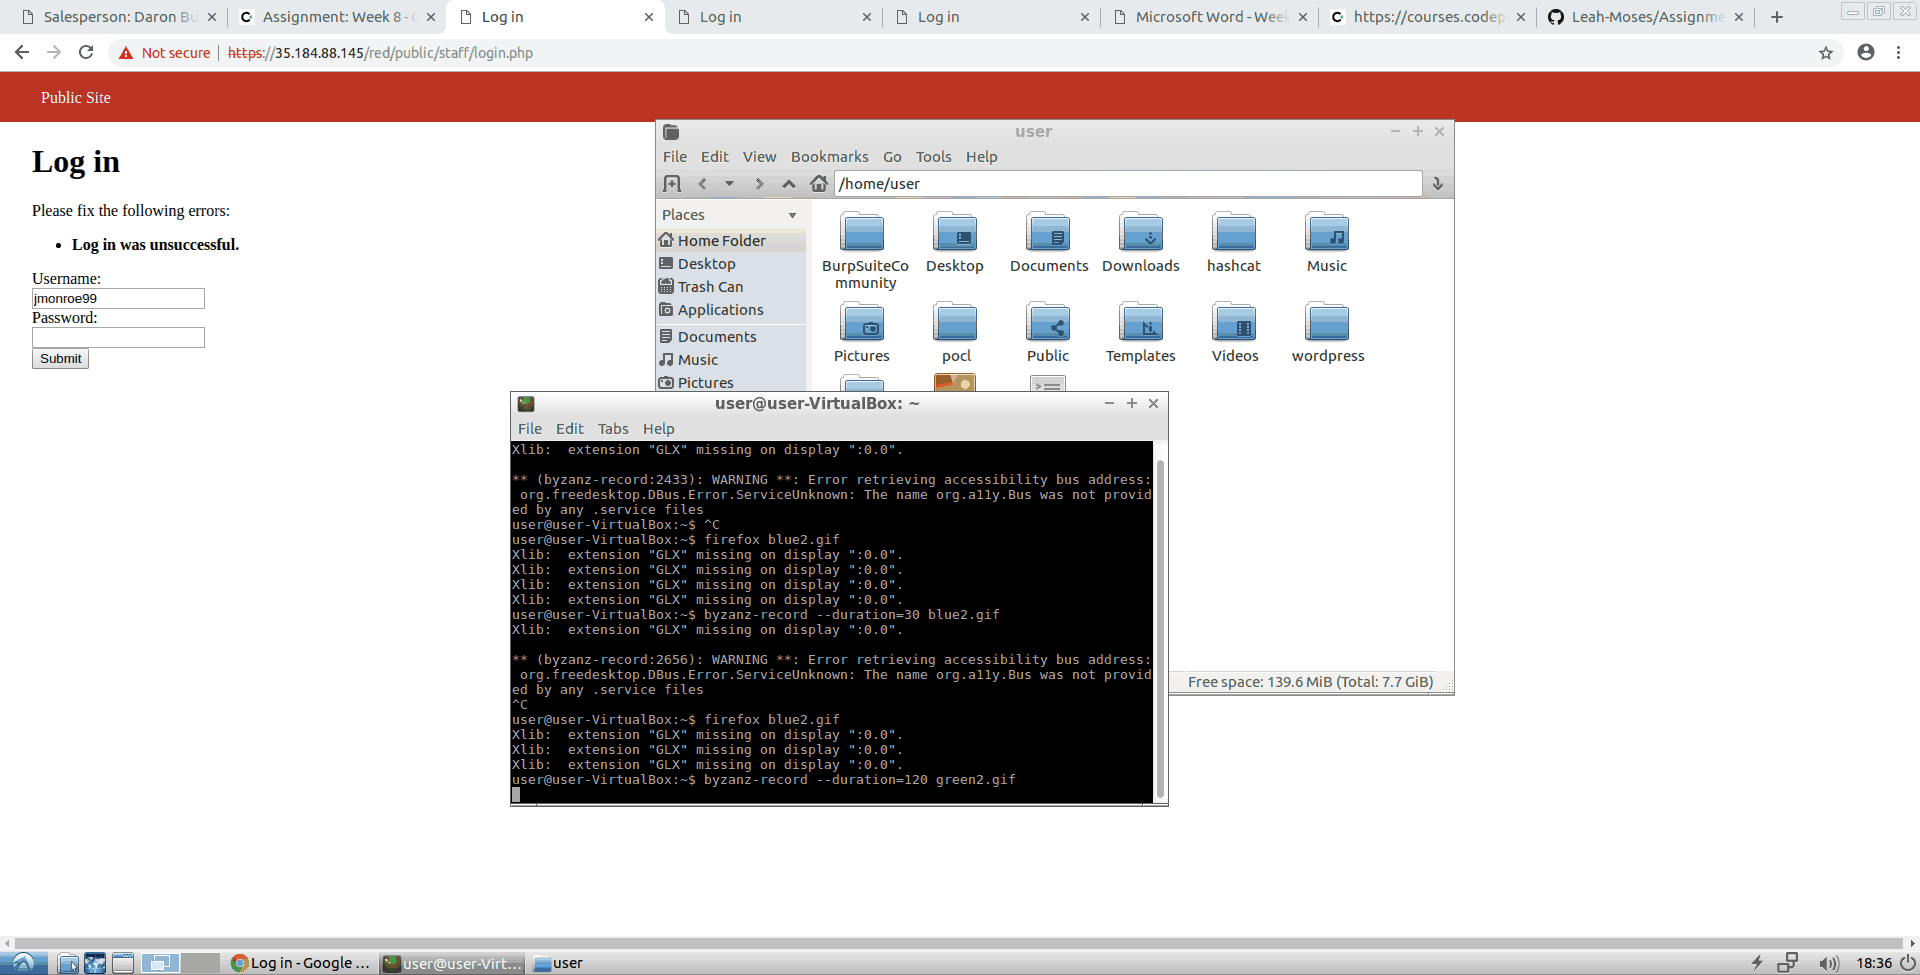 Salesperson: Daron Bu
Assignment: Week 8 - C
Log in
Log in
Log in
Microsoft Word - Week
https://courses.codep
Leah-Moses/Assignme
Not secure
https://35.184.88.145/red/public/staff/login.php
Public Site
Log in
Please fix the following errors:
Log in was unsuccessful.
Username:
jmonroe99
Password:
Submit
user
File Edit View Bookmarks Go Tools Help
/home/user
Places
Home Folder
Desktop
Trash Can
Applications
Documents
Music
Pictures
BurpSuiteCo
mmunity
Desktop
Documents
Downloads
hashcat
Music
Pictures
pocl
Public
Templates
Videos
wordpress
Free space: 139.6 MiB (Total: 7.7 GiB)
user@user-VirtualBox: ~
File Edit Tabs Help
Xlib:  extension "GLX" missing on display ":0.0".
** (byzanz-record:2433): WARNING **: Error retrieving accessibility bus address:
org.freedesktop.DBus.Error.ServiceUnknown: The name org.a11y.Bus was not provid
ed by any .service files
user@user-VirtualBox:~$ ^C
user@user-VirtualBox:~$ firefox blue2.gif
Xlib:  extension "GLX" missing on display ":0.0".
Xlib:  extension "GLX" missing on display ":0.0".
Xlib:  extension "GLX" missing on display ":0.0".
Xlib:  extension "GLX" missing on display ":0.0".
user@user-VirtualBox:~$ byzanz-record --duration=30 blue2.gif
Xlib:  extension "GLX" missing on display ":0.0".
** (byzanz-record:2656): WARNING **: Error retrieving accessibility bus address:
org.freedesktop.DBus.Error.ServiceUnknown: The name org.a11y.Bus was not provid
ed by any .service files
^C
user@user-VirtualBox:~$ firefox blue2.gif
Xlib:  extension "GLX" missing on display ":0.0".
Xlib:  extension "GLX" missing on display ":0.0".
Xlib:  extension "GLX" missing on display ":0.0".
user@user-VirtualBox:~$ byzanz-record --duration=120 green2.gif
Log in - Google ...
user@user-Virt...
user
18:36